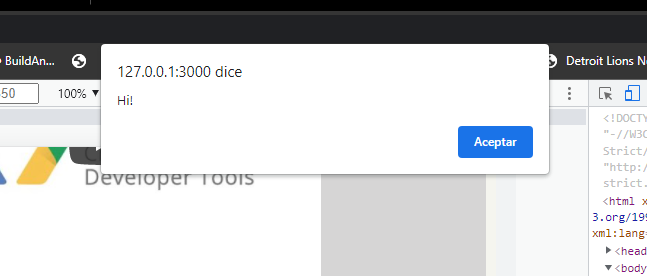 BuildAn...
Detroit Lions N
127.0.0.1:3000 dice
Hi!
Aceptar
50
100% ▼
Developer Tools
<!DOCTY
"-//W3C
Strict/
"http:/
strict.
<html x
3.org/199
xml:lang=
▶<head
▼<body